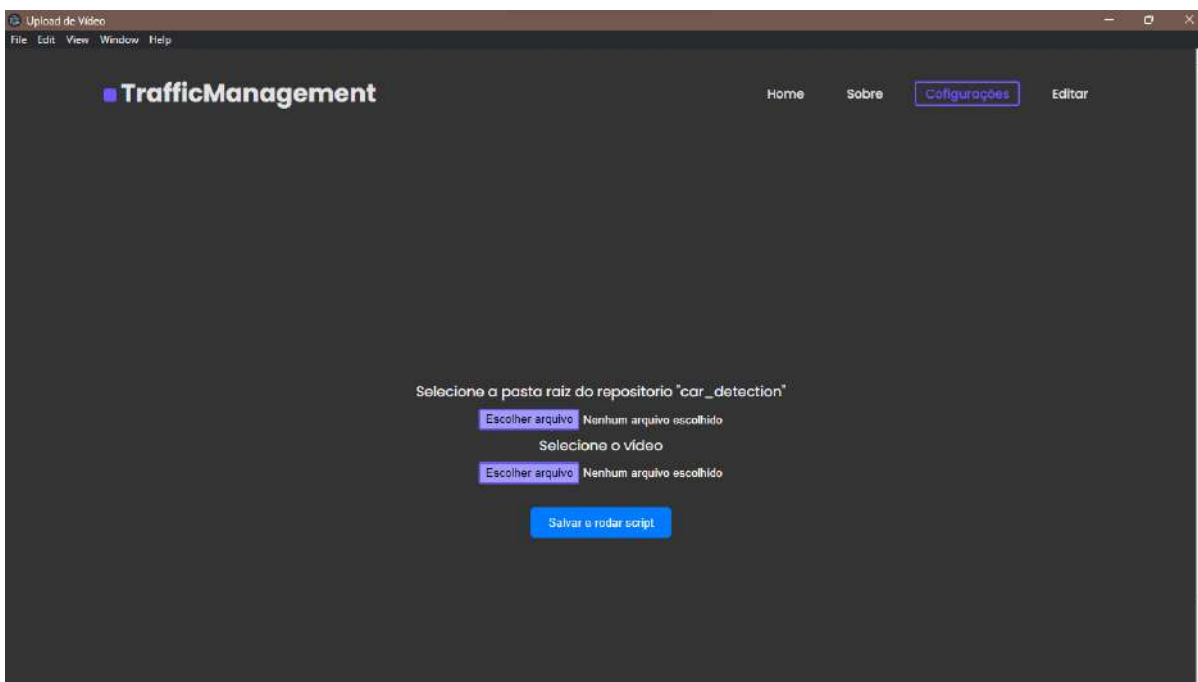 Upload de Vídeo
File Edit View Window Help
TrafficManagement
Home Sobre Cofigurações Editar
Selecione a pasta raiz do repositorio "car_detection"
Escolher arquivo Nenhum arquivo escolhido
Selecione o vídeo
Escolher arquivo Nenhum arquivo escolhido
Salvar e rodar script